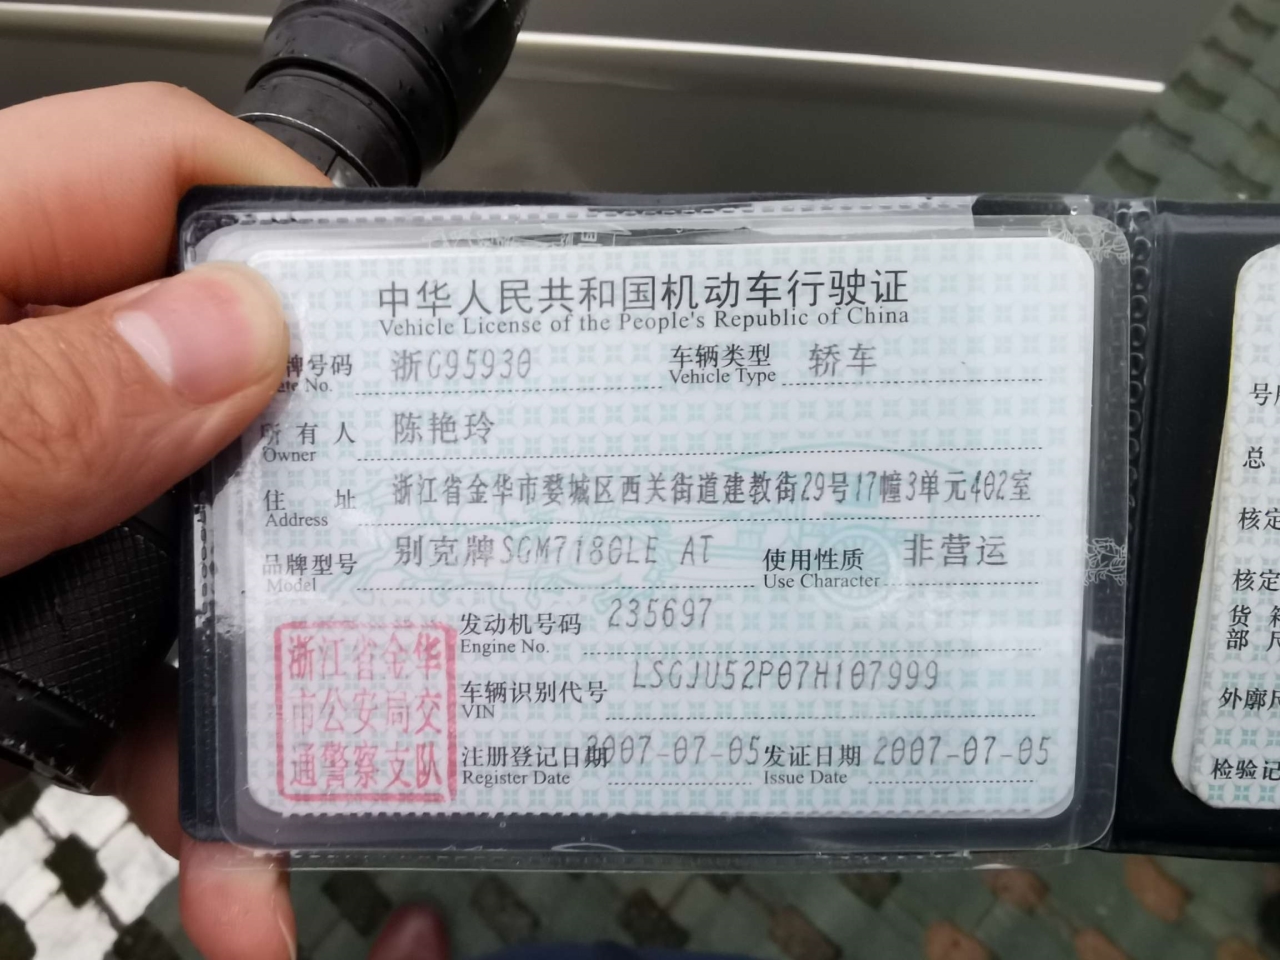 中华人民共和国机动车行驶证
Vehicle License of the People's Republic of China
牌号码 浙G95930 车辆类型 轿车
ate No. Vehicle Type
所有人 陈艳玲
Owner
住址 浙江省金华市婺城区西关街道建教街29号17幢3单元402室
Address
品牌型号 别克牌SGM7180LE AT 使用性质 非营运
Model Use Character
发动机号码 235697
Engine No.
车辆识别代号 LSGJU52P07H107999
VIN
注册登记日期 2007-07-05 发证日期 2007-07-05
Register Date Issue Date
浙江省金华
市公安局交
通警察支队
号
总
核定
核定
货
部
外廓
检验记